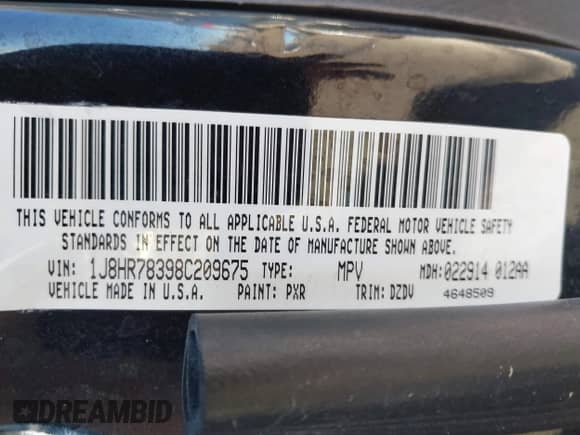 THIS VEHICLE CONFORMS TO ALL APPLICABLE U.S.A. FEDERAL MOTOR VEHICLE SAFETY
STANDARDS IN EFFECT ON THE DATE OF MANUFACTURE SHOWN ABOVE.
VIN: 1J8HR78398C209675 TYPE: MPV MDH:022914 012AA
VEHICLE MADE IN U.S.A. PAINT: PXR TRIM: DZDV 4648509
DREAMBID